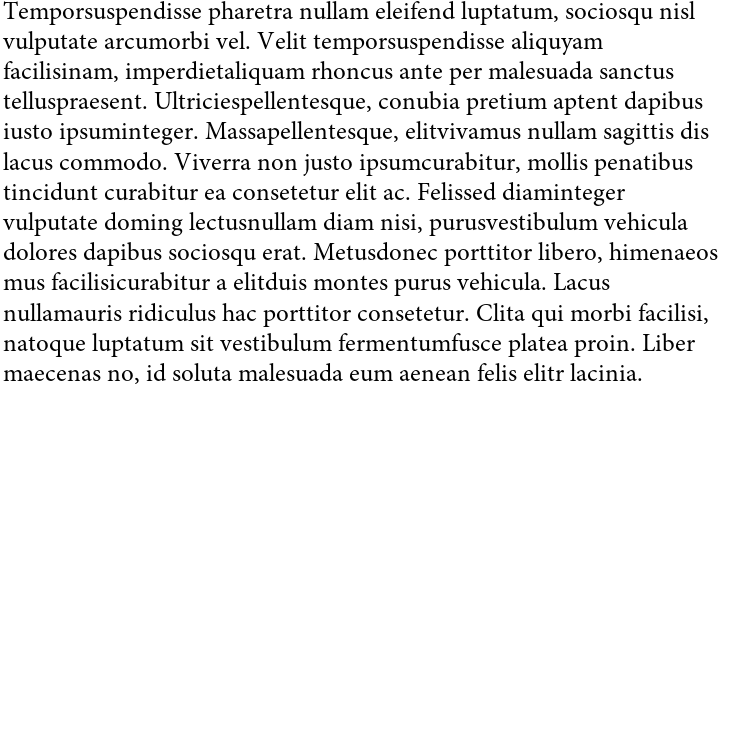 Temporsuspendisse pharetra nullam eleifend luptatum, sociosqu nisl
vulputate arcumorbi vel. Velit temporsuspendisse aliquyam
facilisinam, imperdietaliquam rhoncus ante per malesuada sanctus
telluspraesent. Ultriciespellentesque, conubia pretium aptent dapibus
iusto ipsuminteger. Massapellentesque, elitvivamus nullam sagittis dis
lacus commodo. Viverra non justo ipsumcurabitur, mollis penatibus
tincidunt curabitur ea consetetur elit ac. Felissed diaminteger
vulputate doming lectusnullam diam nisi, purusvestibulum vehicula
dolores dapibus sociosqu erat. Metusdonec porttitor libero, himenaeos
mus facilisicurabitur a elitduis montes purus vehicula. Lacus
nullamauris ridiculus hac porttitor consetetur. Clita qui morbi facilisi,
natoque luptatum sit vestibulum fermentumfusce platea proin. Liber
maecenas no, id soluta malesuada eum aenean felis elitr lacinia.